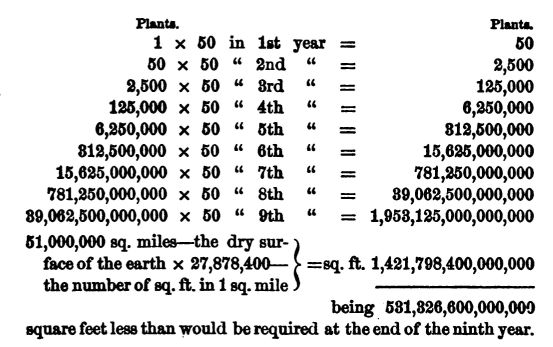 Plants. Plants.
1 × 50 in 1st year = 50
50 × 50 “ 2nd “ = 2,500
2,500 × 50 “ 3rd “ = 125,000
125,000 × 50 “ 4th “ = 6,250,000
6,250,000 × 50 “ 5th “ = 312,500,000
312,500,000 × 50 “ 6th “ = 15,625,000,000
15,625,000,000 × 50 “ 7th “ = 781,250,000,000
781,250,000,000 × 50 “ 8th “ = 39,062,500,000,000
39,062,500,000,000 × 50 “ 9th “ = 1,953,125,000,000,000
51,000,000 sq. miles—the dry sur-
face of the earth × 27,878,400— } =sq. ft. 1,421,798,400,000,000
the number of sq. ft. in 1 sq. mile
being 531,326,600,000,000
square feet less than would be required at the end of the ninth year.